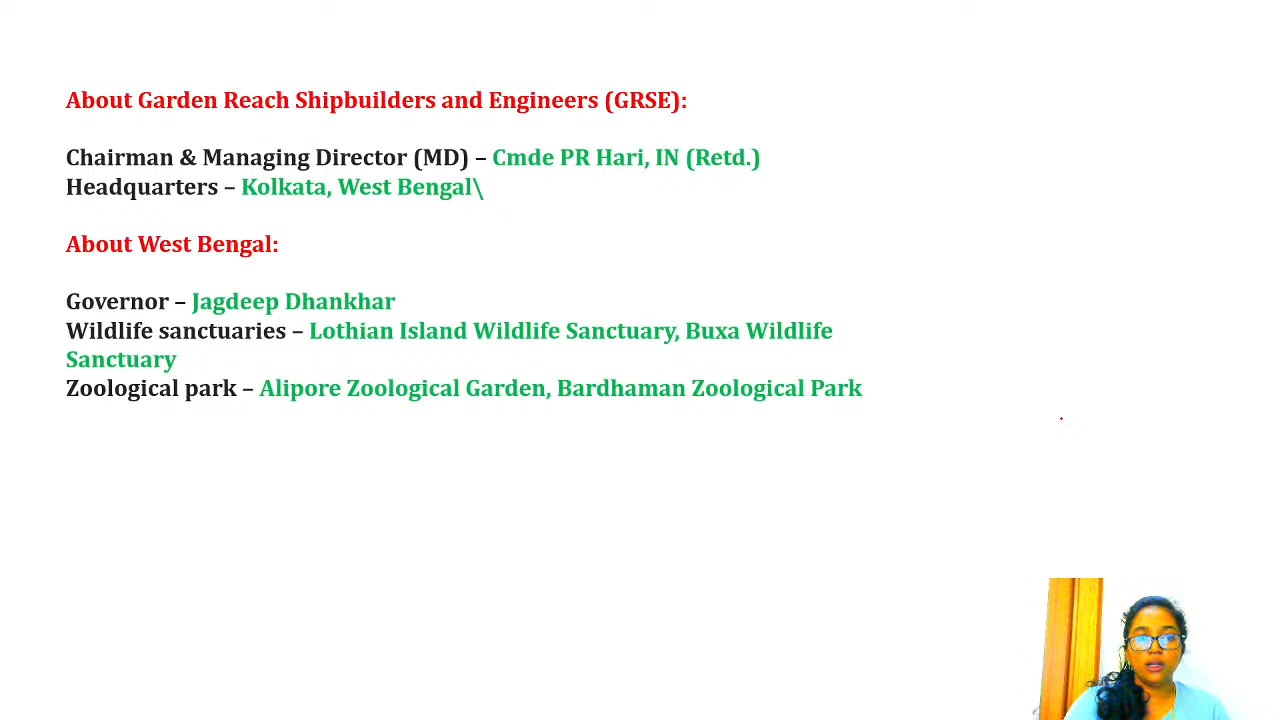 About Garden Reach Shipbuilders and Engineers (GRSE):
Chairman & Managing Director (MD) – Cmde PR Hari, IN (Retd.)
Headquarters – Kolkata, West Bengal\
About West Bengal:
Governor – Jagdeep Dhankhar
Wildlife sanctuaries – Lothian Island Wildlife Sanctuary, Buxa Wildlife
Sanctuary
Zoological park – Alipore Zoological Garden, Bardhaman Zoological Park